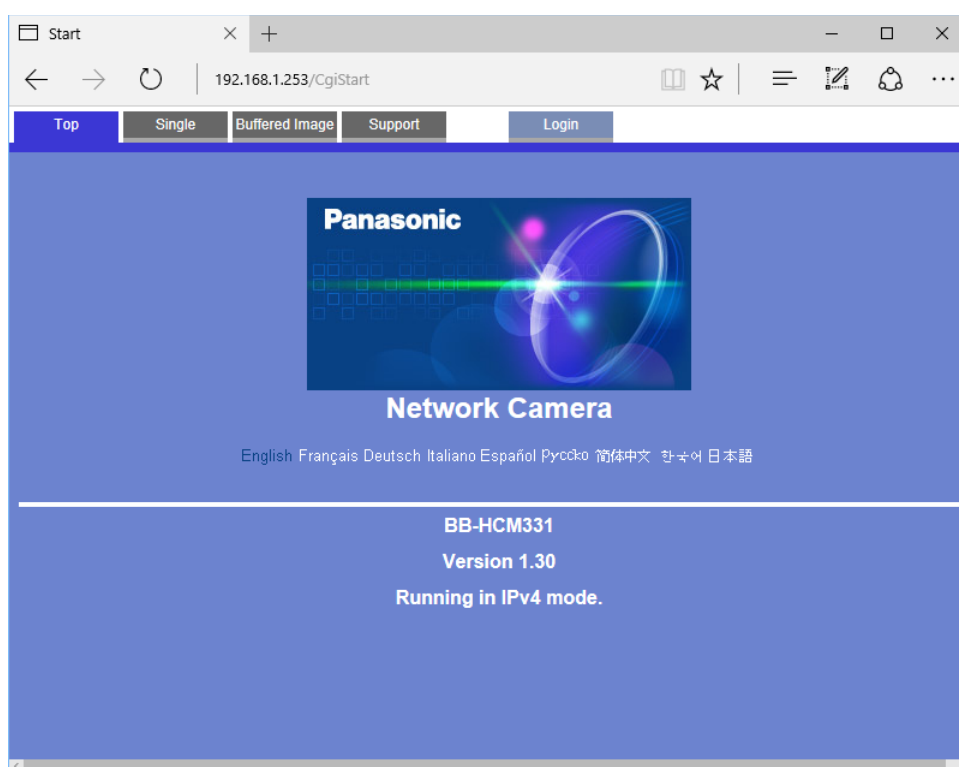 Start
192.168.1.253/CgiStart
Top Single Buffered Image Support Login
Panasonic
Network Camera
English Français Deutsch Italiano Español Русско 简体中文 한국어 日本語
BB-HCM331
Version 1.30
Running in IPv4 mode.